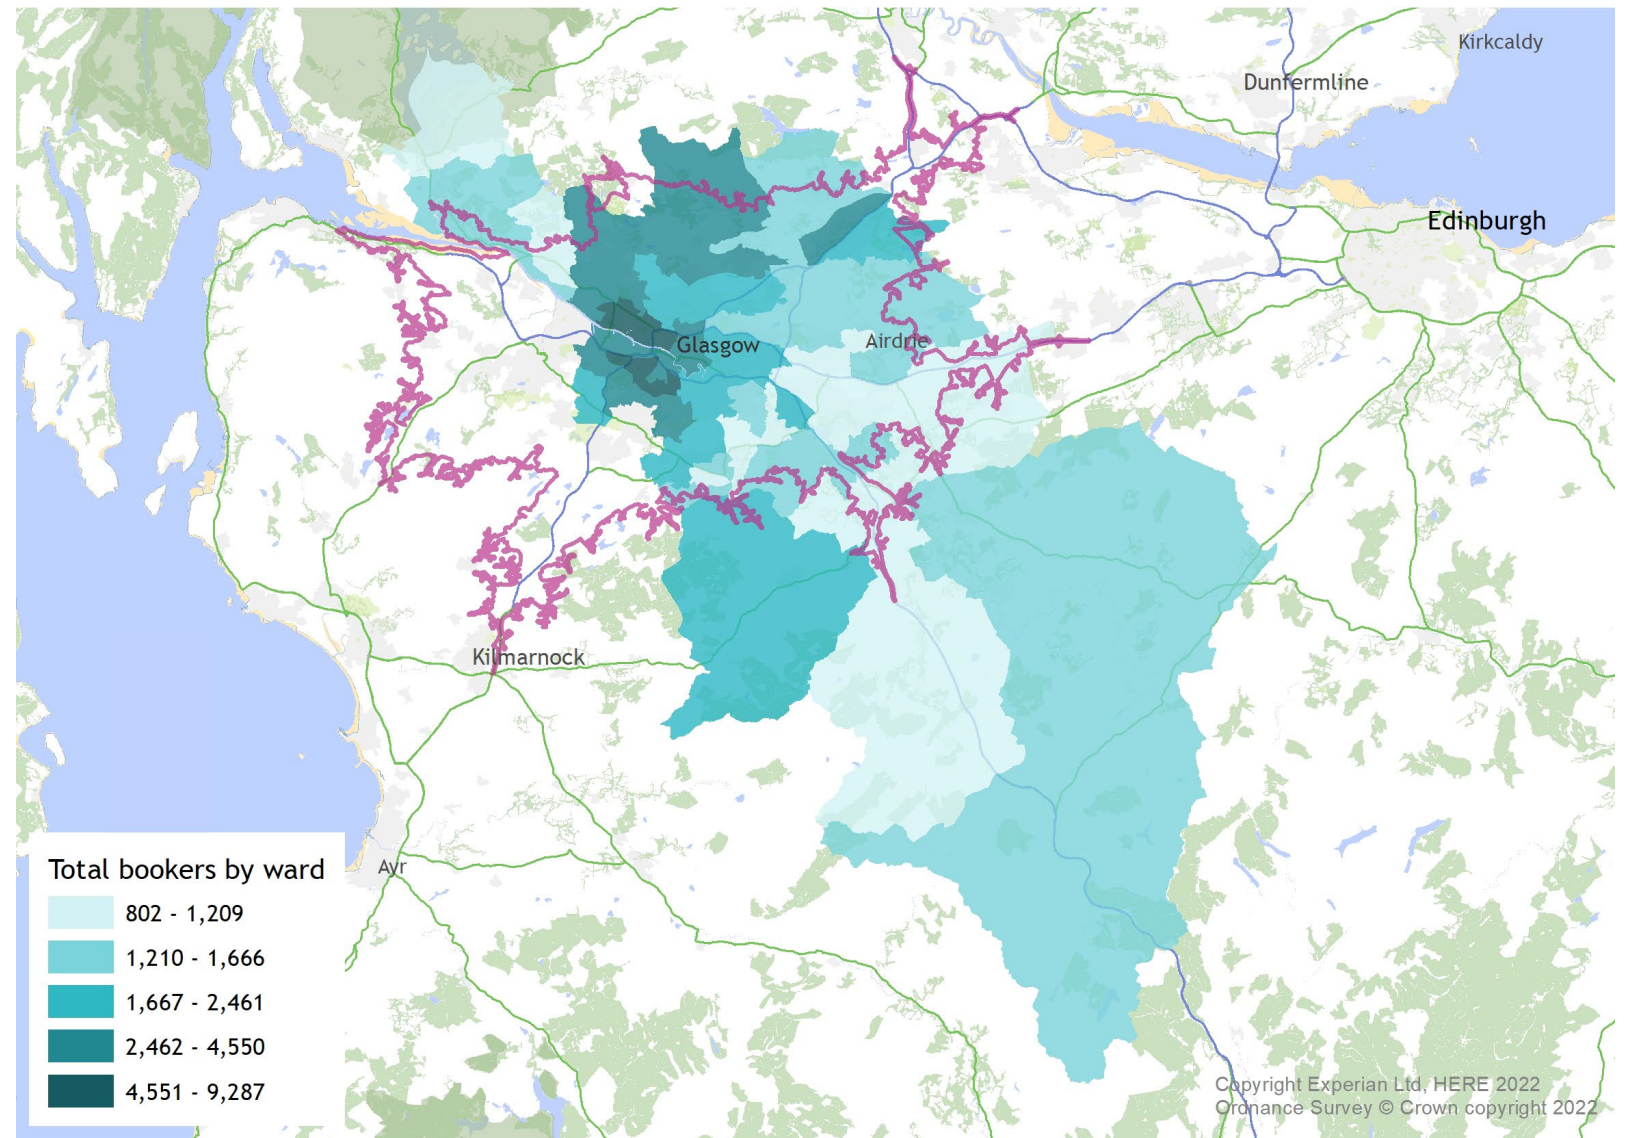 Kirkcaldy
Dunfermline
Edinburgh
Glasgow
Airdrie
Kilmarnock
Ayr
Total bookers by ward
802 - 1,209
1,210 - 1,666
1,667 - 2,461
2,462 - 4,550
4,551 - 9,287
Copyright Experian Ltd, HERE 2022
Ordnance Survey © Crown copyright 2022